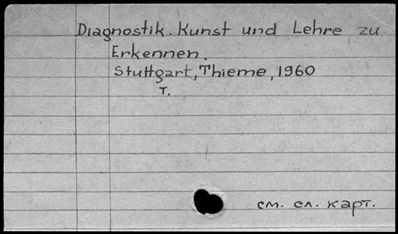 Diagnostik. Kunst und Lehre zu
Erkennen.
Stuttgart, Thieme, 1960
т.
см. сл. карт.